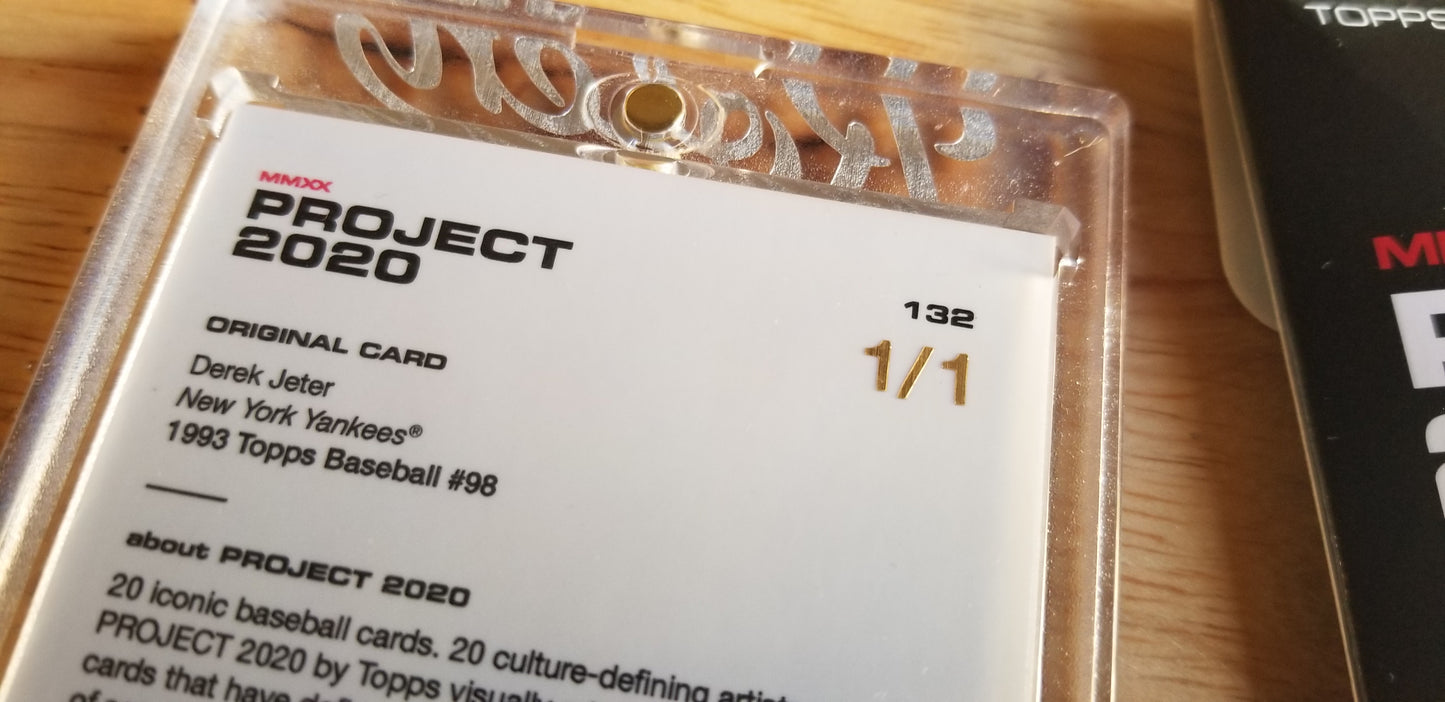 TOPPS
MMXX
PROJECT
2020
132
1/1
ORIGINAL CARD
Derek Jeter
New York Yankees®
1993 Topps Baseball #98
about PROJECT 2020
20 iconic baseball cards. 20 culture-defining
PROJECT 2020 by Topps
cards that have